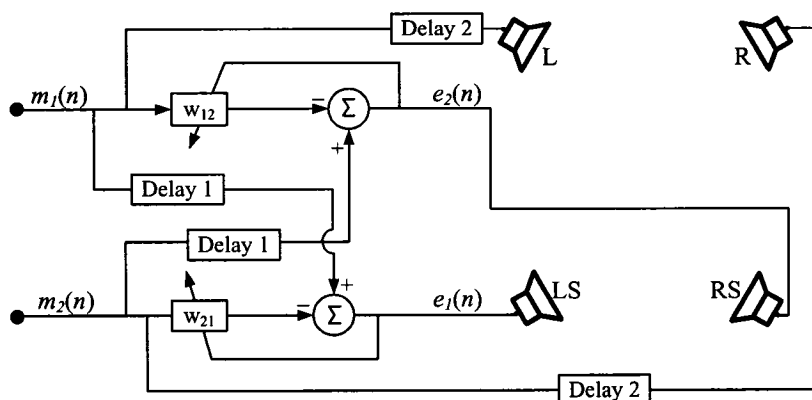 Delay 2
L
R
m₁(n)
w₁₂
−
Σ
e₂(n)
+
Delay 1
Delay 1
+
LS
RS
m₂(n)
w₂₁
−
Σ
e₁(n)
Delay 2